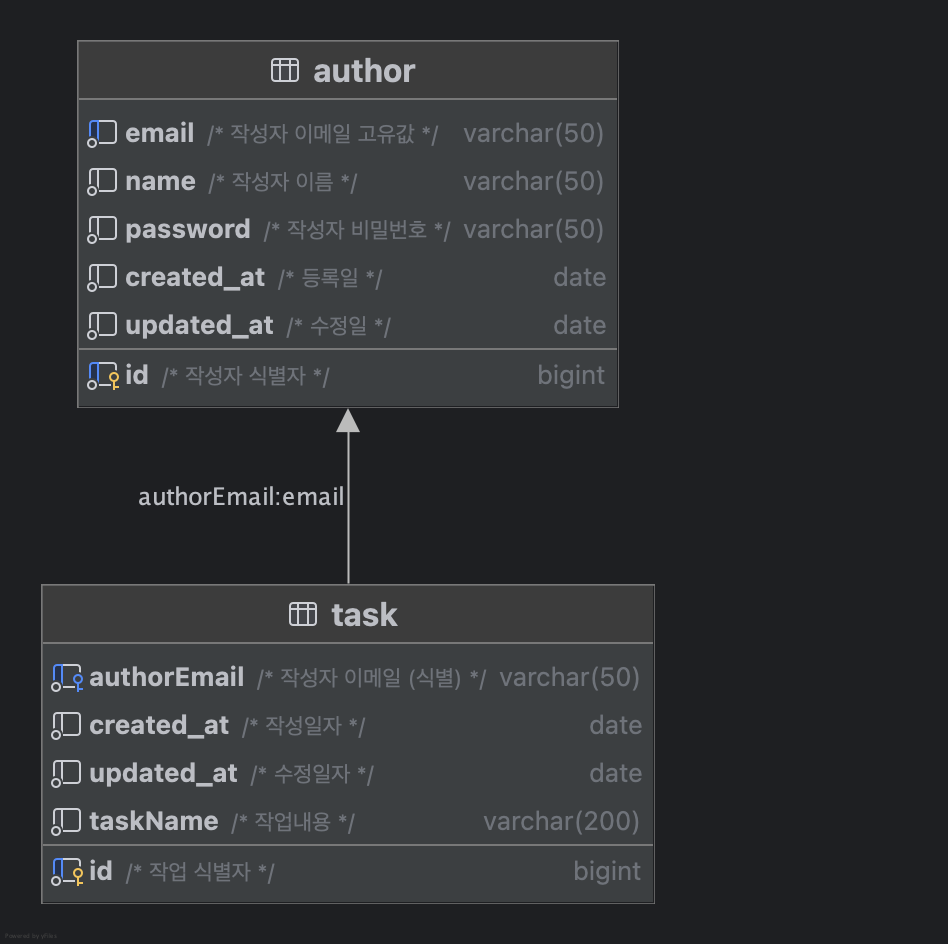 author
email /* 작성자 이메일 고유값 */ varchar(50)
name /* 작성자 이름 */ varchar(50)
password /* 작성자 비밀번호 */ varchar(50)
created_at /* 등록일 */ date
updated_at /* 수정일 */ date
id /* 작성자 식별자 */ bigint
authorEmail:email
task
authorEmail /* 작성자 이메일 (식별) */ varchar(50)
created_at /* 작성일자 */ date
updated_at /* 수정일자 */ date
taskName /* 작업내용 */ varchar(200)
id /* 작업 식별자 */ bigint
Powered by yFiles